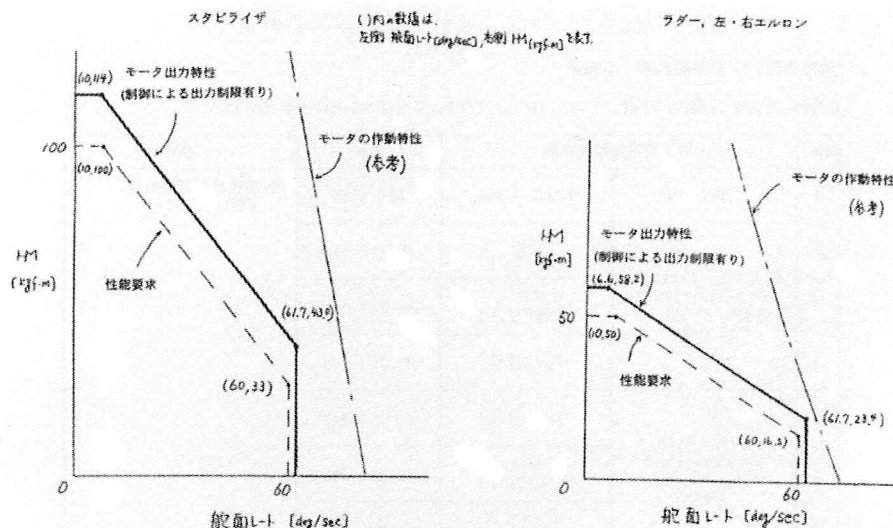 スタビライザ
( )内の数値は、
左側 舵面レート[deg/sec], 右側 HM[kgf-m] を表す.
ラダー, 左・右エルロン
(10,114)
モータ出力特性
(制御による出力制限有り)
100
(10,100)
モータの作動特性
(参考)
HM
[kgf-m]
性能要求
(61.7,43.0)
(60,33)
0
60
舵面レート [deg/sec]
モータの作動特性
(参考)
HM
[kgf-m]
モータ出力特性
(制御による出力制限有り)
(6.6,58.2)
50
(10,50)
性能要求
(61.7,23.4)
(60,16.5)
0
60
舵面レート [deg/sec]